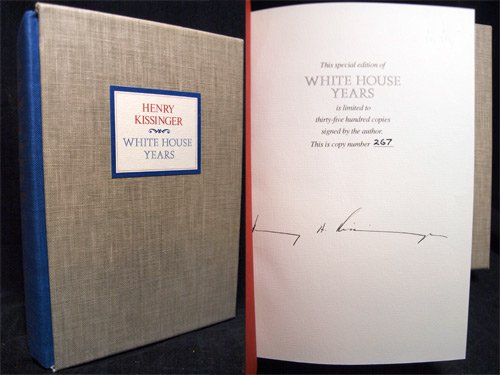 HENRY
KISSINGER
WHITE HOUSE
YEARS
This special edition of
WHITE HOUSE
YEARS
is limited to
thirty-five hundred copies
signed by the author.
This is copy number 267
Henry A. Kissinger